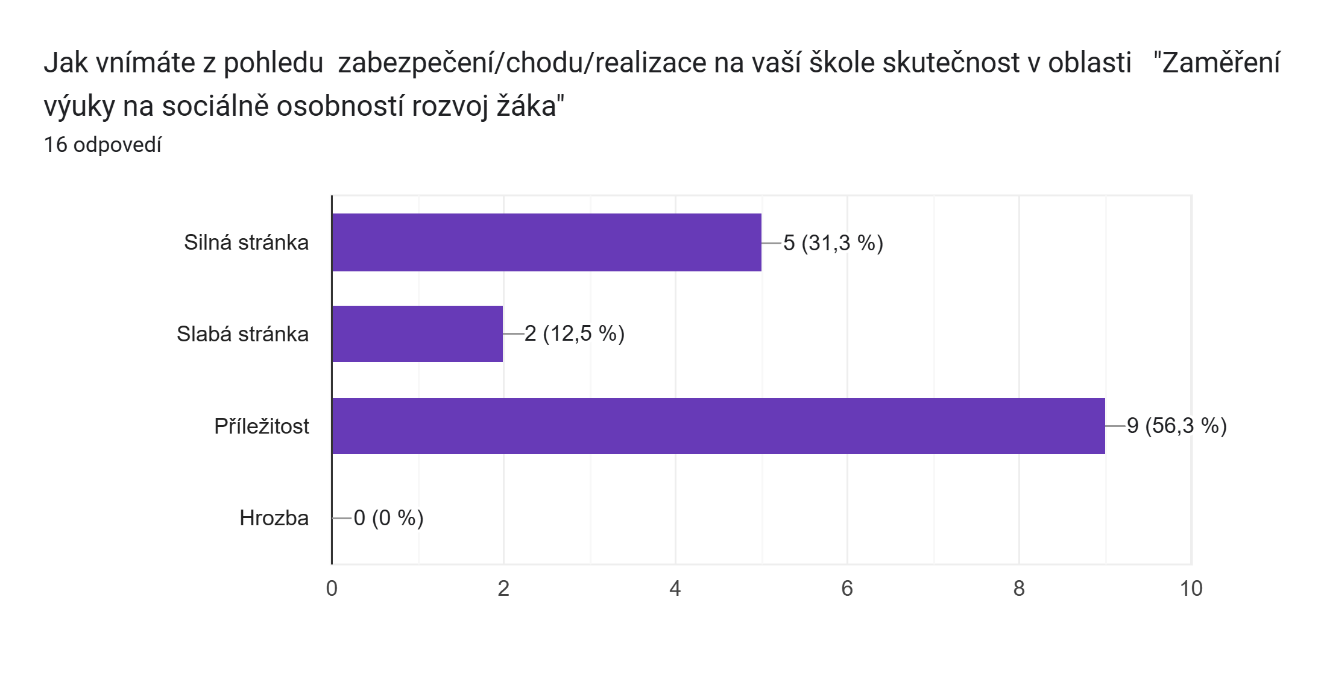 Jak vnímáte z pohledu  zabezpečení/chodu/realizace na vaší škole skutečnost v oblasti   "Zaměření
výuky na sociálně osobností rozvoj žáka"
16 odpovedí
Silná stránka
5 (31,3 %)
Slabá stránka
2 (12,5 %)
Příležitost
9 (56,3 %)
Hrozba
0 (0 %)
0 2 4 6 8 10